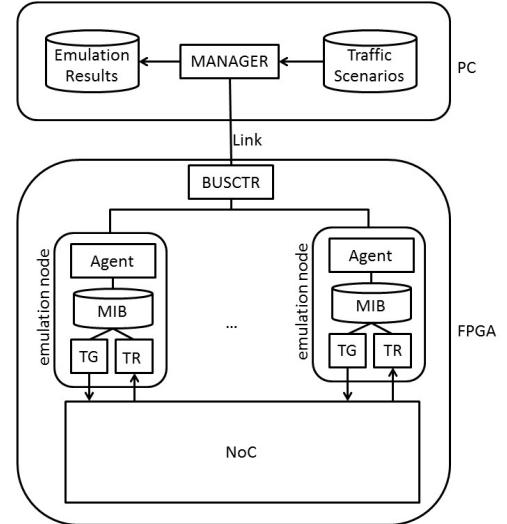 Emulation
Results
MANAGER
Traffic
Scenarios
PC
Link
BUSCTR
emulation node
Agent
MIB
TG
TR
...
emulation node
Agent
MIB
TG
TR
FPGA
NoC